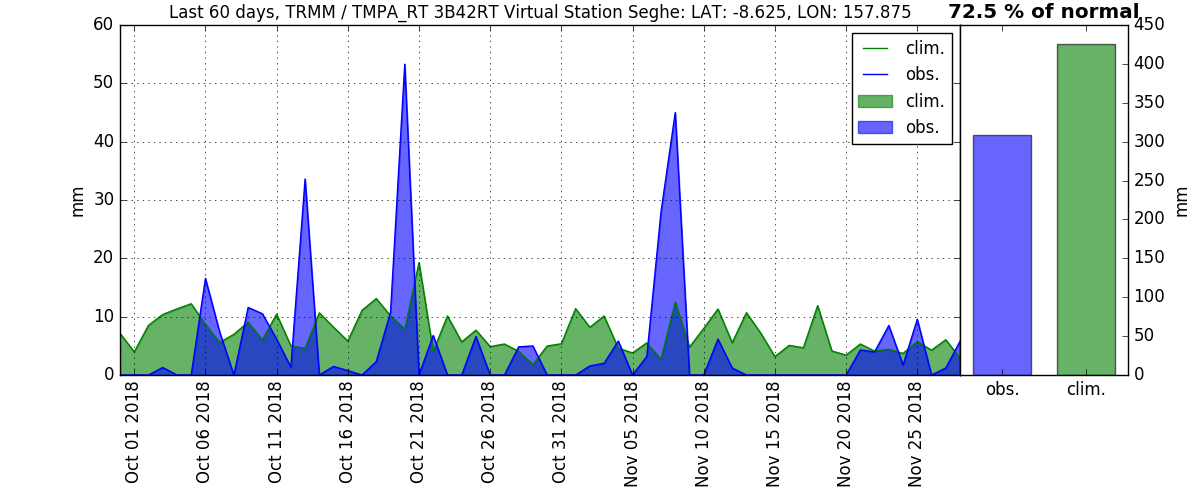 Last 60 days, TRMM / TMPA_RT 3B42RT Virtual Station Seghe: LAT: -8.625, LON: 157.875
72.5 % of normal
60
50
40
30
20
10
0
mm
clim.
obs.
clim.
obs.
Oct 01 2018
Oct 06 2018
Oct 11 2018
Oct 16 2018
Oct 21 2018
Oct 26 2018
Oct 31 2018
Nov 05 2018
Nov 10 2018
Nov 15 2018
Nov 20 2018
Nov 25 2018
450
400
350
300
250
200
150
100
50
0
mm
obs.
clim.